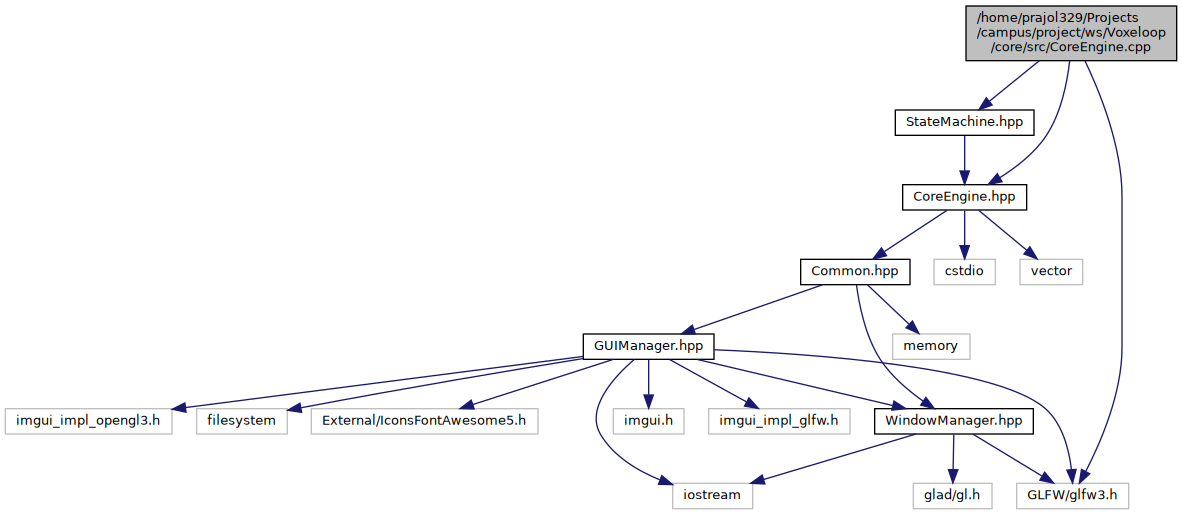 /home/prajol329/Projects
/campus/project/ws/Voxeloop
/core/src/CoreEngine.cpp
StateMachine.hpp
CoreEngine.hpp
Common.hpp
cstdio
vector
GUIManager.hpp
memory
imgui_impl_opengl3.h
filesystem
External/IconsFontAwesome5.h
imgui.h
imgui_impl_glfw.h
WindowManager.hpp
iostream
glad/gl.h
GLFW/glfw3.h